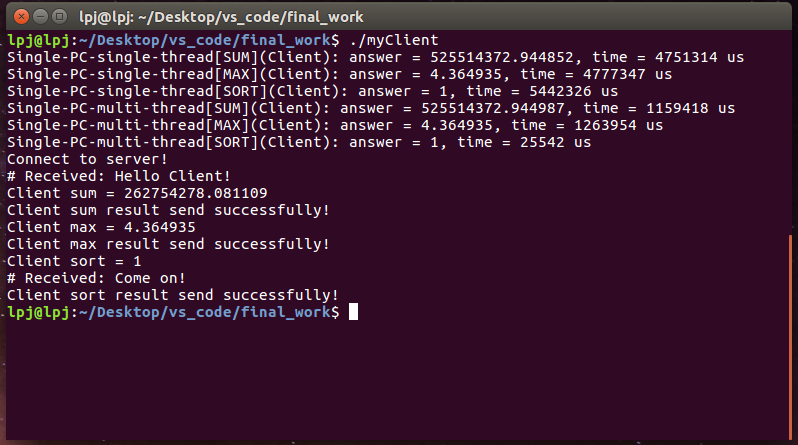 lpj@lpj: ~/Desktop/vs_code/final_work
lpj@lpj:~/Desktop/vs_code/final_work$ ./myClient
Single-PC-single-thread[SUM](Client): answer = 525514372.944852, time = 4751314 us
Single-PC-single-thread[MAX](Client): answer = 4.364935, time = 4777347 us
Single-PC-single-thread[SORT](Client): answer = 1, time = 5442326 us
Single-PC-multi-thread[SUM](Client): answer = 525514372.944987, time = 1159418 us
Single-PC-multi-thread[MAX](Client): answer = 4.364935, time = 1263954 us
Single-PC-multi-thread[SORT](Client): answer = 1, time = 25542 us
Connect to server!
# Received: Hello Client!
Client sum = 262754278.081109
Client sum result send successfully!
Client max = 4.364935
Client max result send successfully!
Client sort = 1
# Received: Come on!
Client sort result send successfully!
lpj@lpj:~/Desktop/vs_code/final_work$